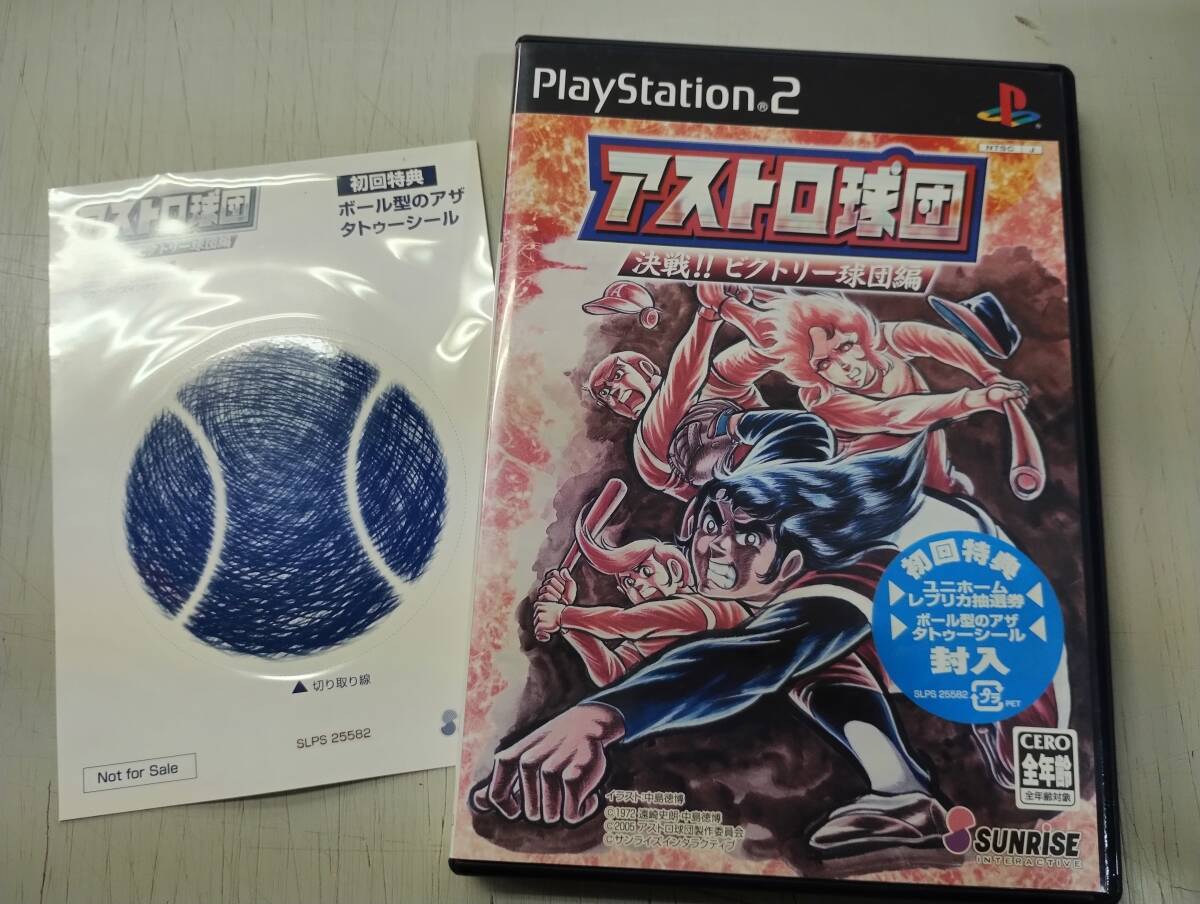 アストロ球団
ビクトリー球団編
初回特典
ボール型のアザ
タトゥーシール
▲ 切り取り線
SLPS 25582
Not for Sale
PlayStation®2
NTSC J
アストロ球団
決戦!! ビクトリー球団編
初回特典
ユニホーム
レプリカ抽選券
ボール型のアザ
タトゥーシール
封入
SLPS 25582 プラ PET
CERO
全年齢
全年齢対象
イラスト:中島徳博
©1972 遠崎史朗・中島徳博
©2005 アストロ球団製作委員会
©サンライズインタラクティブ
SUNRISE
INTERACTIVE